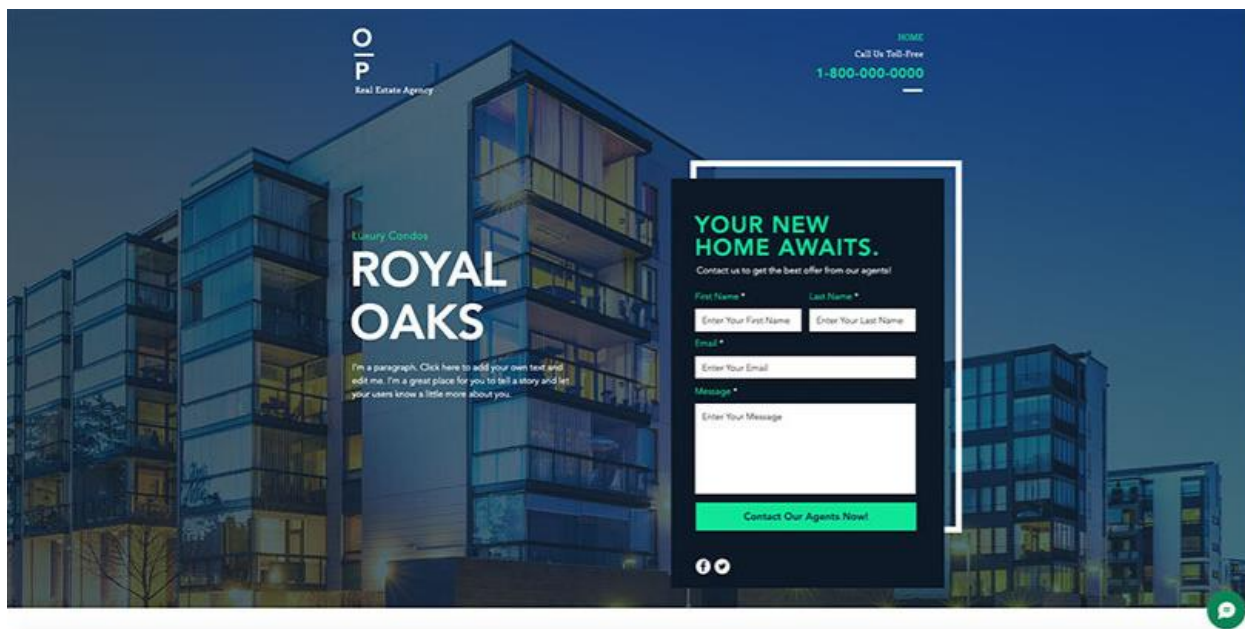 O
P
Real Estate Agency
HOME
Call Us Toll-Free
1-800-000-0000
Luxury Condos
ROYAL
OAKS
I'm a paragraph. Click here to add your own text and
edit me. I'm a great place for you to tell a story and let
your users know a little more about you.
YOUR NEW
HOME AWAITS.
Contact us to get the best offer from our agents!
First Name * Last Name *
Enter Your First Name Enter Your Last Name
Email *
Enter Your Email
Message *
Enter Your Message
Contact Our Agents Now!